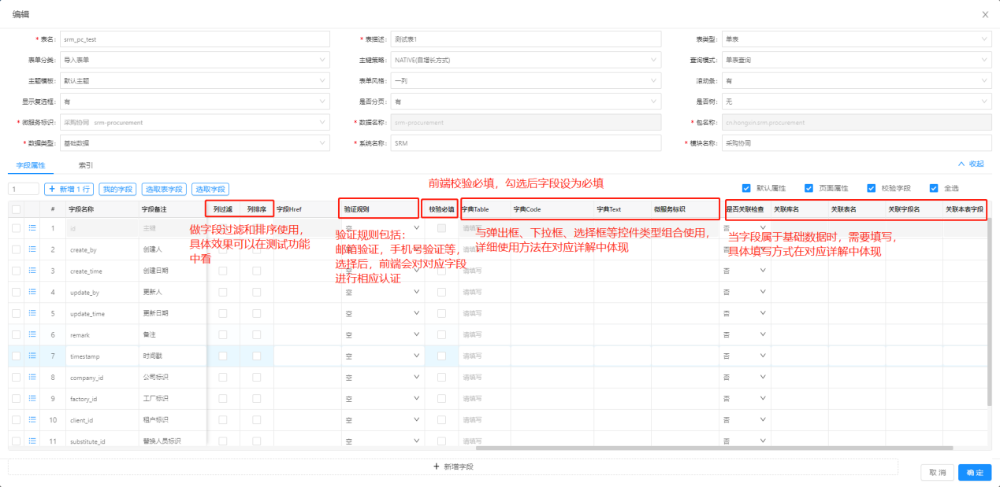 编辑
* 表名: srm_pc_test * 表描述: 测试表1 表类型: 单表
表单分类: 导入表单 主键策略: NATIVE(自增长方式) 查询模式: 单表查询
主题模板: 默认主题 表单风格: 一列 滚动条: 有
显示复选框: 有 是否分页: 有 是否树: 无
* 微服务标识: 采购协同 srm-procurement * 数据名称: srm-procurement * 包名称: cn.hongxin.srm.procurement
* 数据类型: 基础数据 * 系统名称: SRM * 模块名称: 采购协同
字段属性 索引 收起
1 + 新增 1 行 我的字段 选取表字段 选取字段 前端校验必填，勾选后字段设为必填 默认属性 页面属性 校验字段 全选
# 字段名称 字段备注 列过滤 列排序 字段Href 验证规则 校验必填 字典Table 字典Code 字典Text 微服务标识 是否关联检查 关联库名 关联表名 关联字段名 关联本表字段
做字段过滤和排序使用，
具体效果可以在测试功能
中看
验证规则包括：
邮箱验证，手机号验证等，
选择后，前端会对对应字段
进行相应认证
与弹出框、下拉框、选择框等控件类型组合使用，
详细使用方法在对应详解中体现
当字段属于基础数据时，需要填写，
具体填写方式在对应详解中体现
1 id 主键
2 create_by 创建人
3 create_time 创建日期 请填写 否
4 update_by 更新人 空 请填写 否
5 update_time 更新日期 空 请填写 否
6 remark 备注 空 请填写 否
7 timestamp 时间戳 空 请填写 否
8 company_id 公司标识 空 请填写 否
9 factory_id 工厂标识 空 请填写 否
10 client_id 租户标识 空 请填写 否
11 substitute_id 替换人员标识 空 请填写 否
+ 新增字段
取 消 确 定